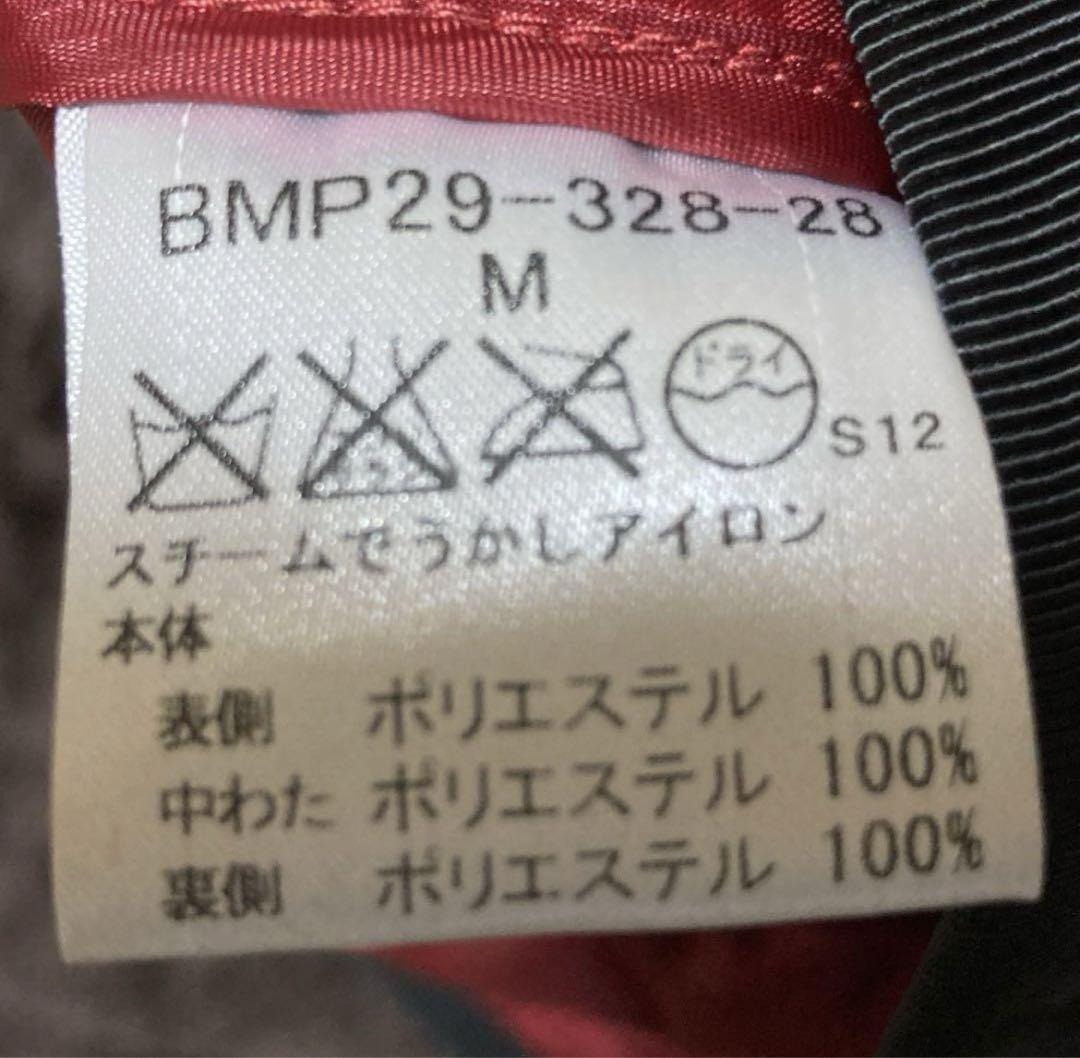 BMP29-328-28
M
ドライ
S12
スチームでうかしアイロン
本体
表側 ポリエステル 100%
中わた ポリエステル 100%
裏側 ポリエステル 100%